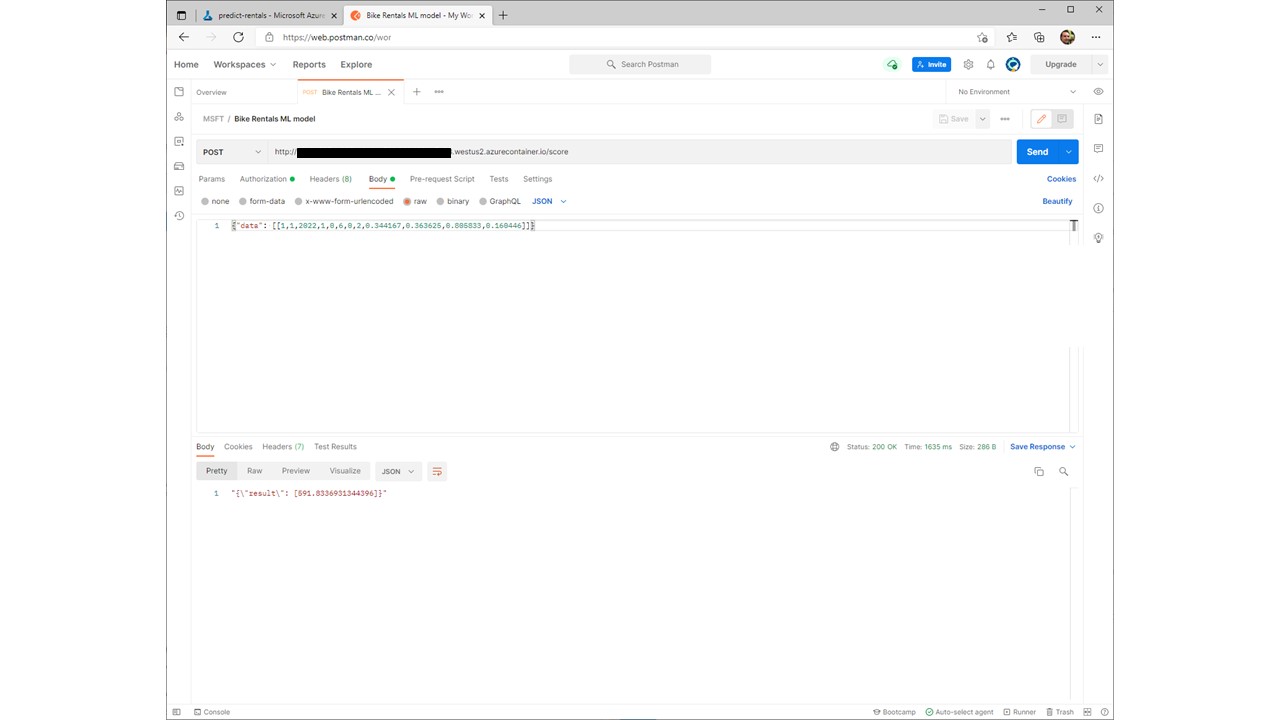 predict-rentals - Microsoft Azure
Bike Rentals ML model - My Wor
https://web.postman.co/wor
Home Workspaces Reports Explore Search Postman Invite Upgrade
Overview POST Bike Rentals ML ... No Environment
MSFT / Bike Rentals ML model Save
POST http:// .westus2.azurecontainer.io/score Send
Params Authorization Headers (8) Body Pre-request Script Tests Settings Cookies
none form-data x-www-form-urlencoded raw binary GraphQL JSON Beautify
1 {"data": [[1,1,2022,1,0,6,0,2,0.344167,0.363625,0.805833,0.160446]]}
Body Cookies Headers (7) Test Results Status: 200 OK Time: 1635 ms Size: 286 B Save Response
Pretty Raw Preview Visualize JSON
1 "{\"result\": [591.8336931344396]}"
Console Bootcamp Auto-select agent Runner Trash